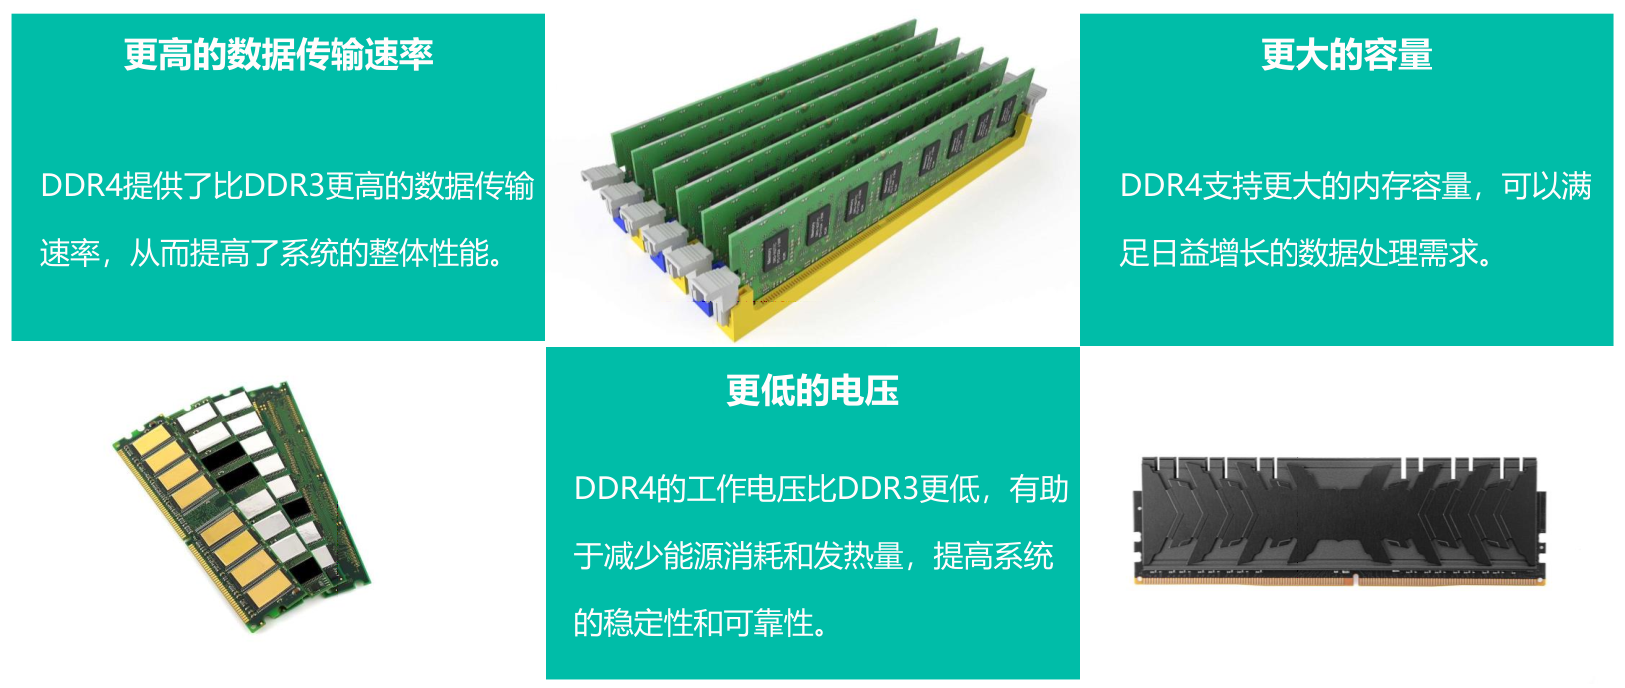 更高的数据传输速率
DDR4提供了比DDR3更高的数据传输
速率，从而提高了系统的整体性能。
更大的容量
DDR4支持更大的内存容量，可以满
足日益增长的数据处理需求。
更低的电压
DDR4的工作电压比DDR3更低，有助
于减少能源消耗和发热量，提高系统
的稳定性和可靠性。